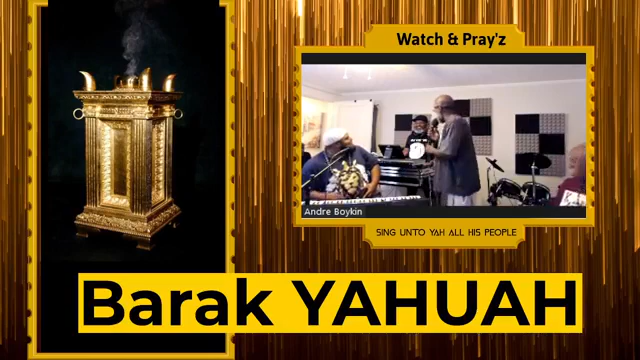 Watch & Pray'z
Andre Boykin
SING UNTO YAH ALL HIS PEOPLE
Barak YAHUAH